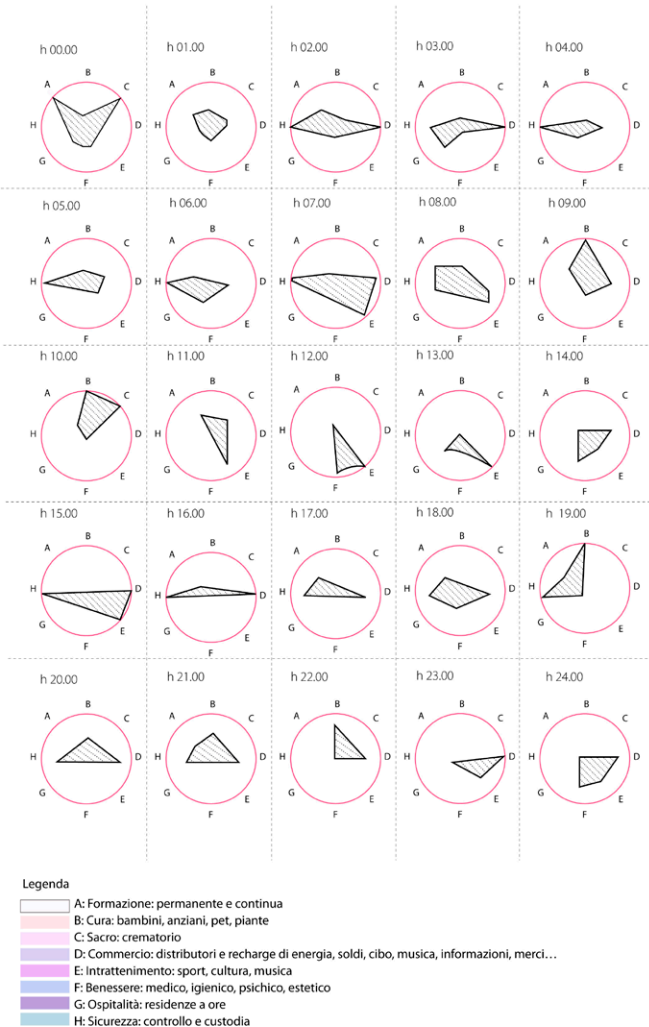 h 00.00 h 01.00 h 02.00 h 03.00 h 04.00
A B C D E F G H
A B C D E F G H
A B C D E F G H
A B C D E F G H
A B C D E F G H
h 05.00 h 06.00 h 07.00 h 08.00 h 09.00
A B C D E F G H
A B C D E F G H
A B C D E F G H
A B C D E F G H
A B C D E F G H
h 10.00 h 11.00 h 12.00 h 13.00 h 14.00
A B C D E F G H
A B C D E F G H
A B C D E F G H
A B C D E F G H
A B C D E F G H
h 15.00 h 16.00 h 17.00 h 18.00 h 19.00
A B C D E F G H
A B C D E F G H
A B C D E F G H
A B C D E F G H
A B C D E F G H
h 20.00 h 21.00 h 22.00 h 23.00 h 24.00
A B C D E F G H
A B C D E F G H
A B C D E F G H
A B C D E F G H
A B C D E F G H
Legenda
A: Formazione: permanente e continua
B: Cura: bambini, anziani, pet, piante
C: Sacro: crematorio
D: Commercio: distributori e recharge di energia, soldi, cibo, musica, informazioni, merci...
E: Intrattenimento: sport, cultura, musica
F: Benessere: medico, igienico, psichico, estetico
G: Ospitalità: residenze a ore
H: Sicurezza: controllo e custodia